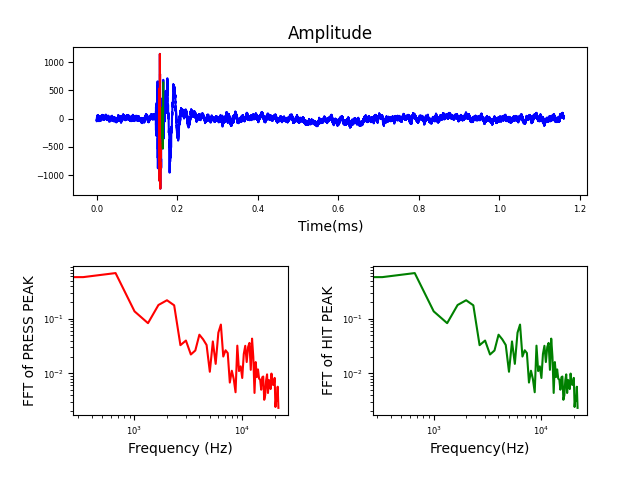 Amplitude
1000
500
0
−500
−1000
0.0 0.2 0.4 0.6 0.8 1.0 1.2
Time(ms)
FFT of PRESS PEAK
10⁻¹
10⁻²
10³ 10⁴
Frequency (Hz)
FFT of HIT PEAK
10⁻¹
10⁻²
10³ 10⁴
Frequency(Hz)